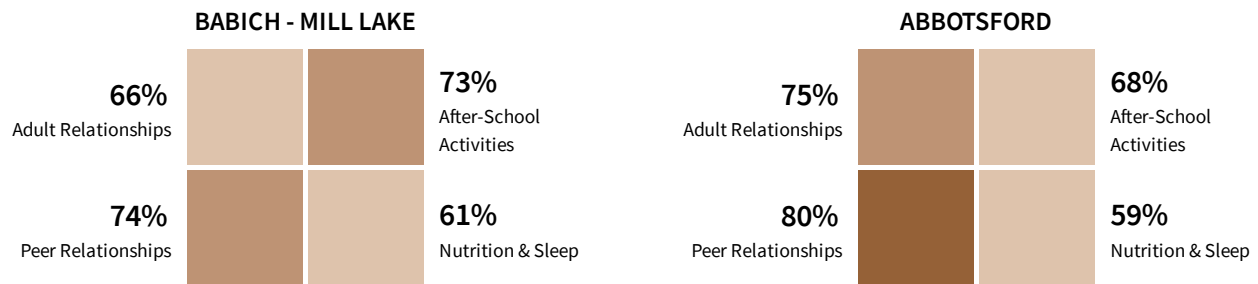 BABICH - MILL LAKE
66%
Adult Relationships
73%
After-School
Activities
74%
Peer Relationships
61%
Nutrition & Sleep
ABBOTSFORD
75%
Adult Relationships
68%
After-School
Activities
80%
Peer Relationships
59%
Nutrition & Sleep